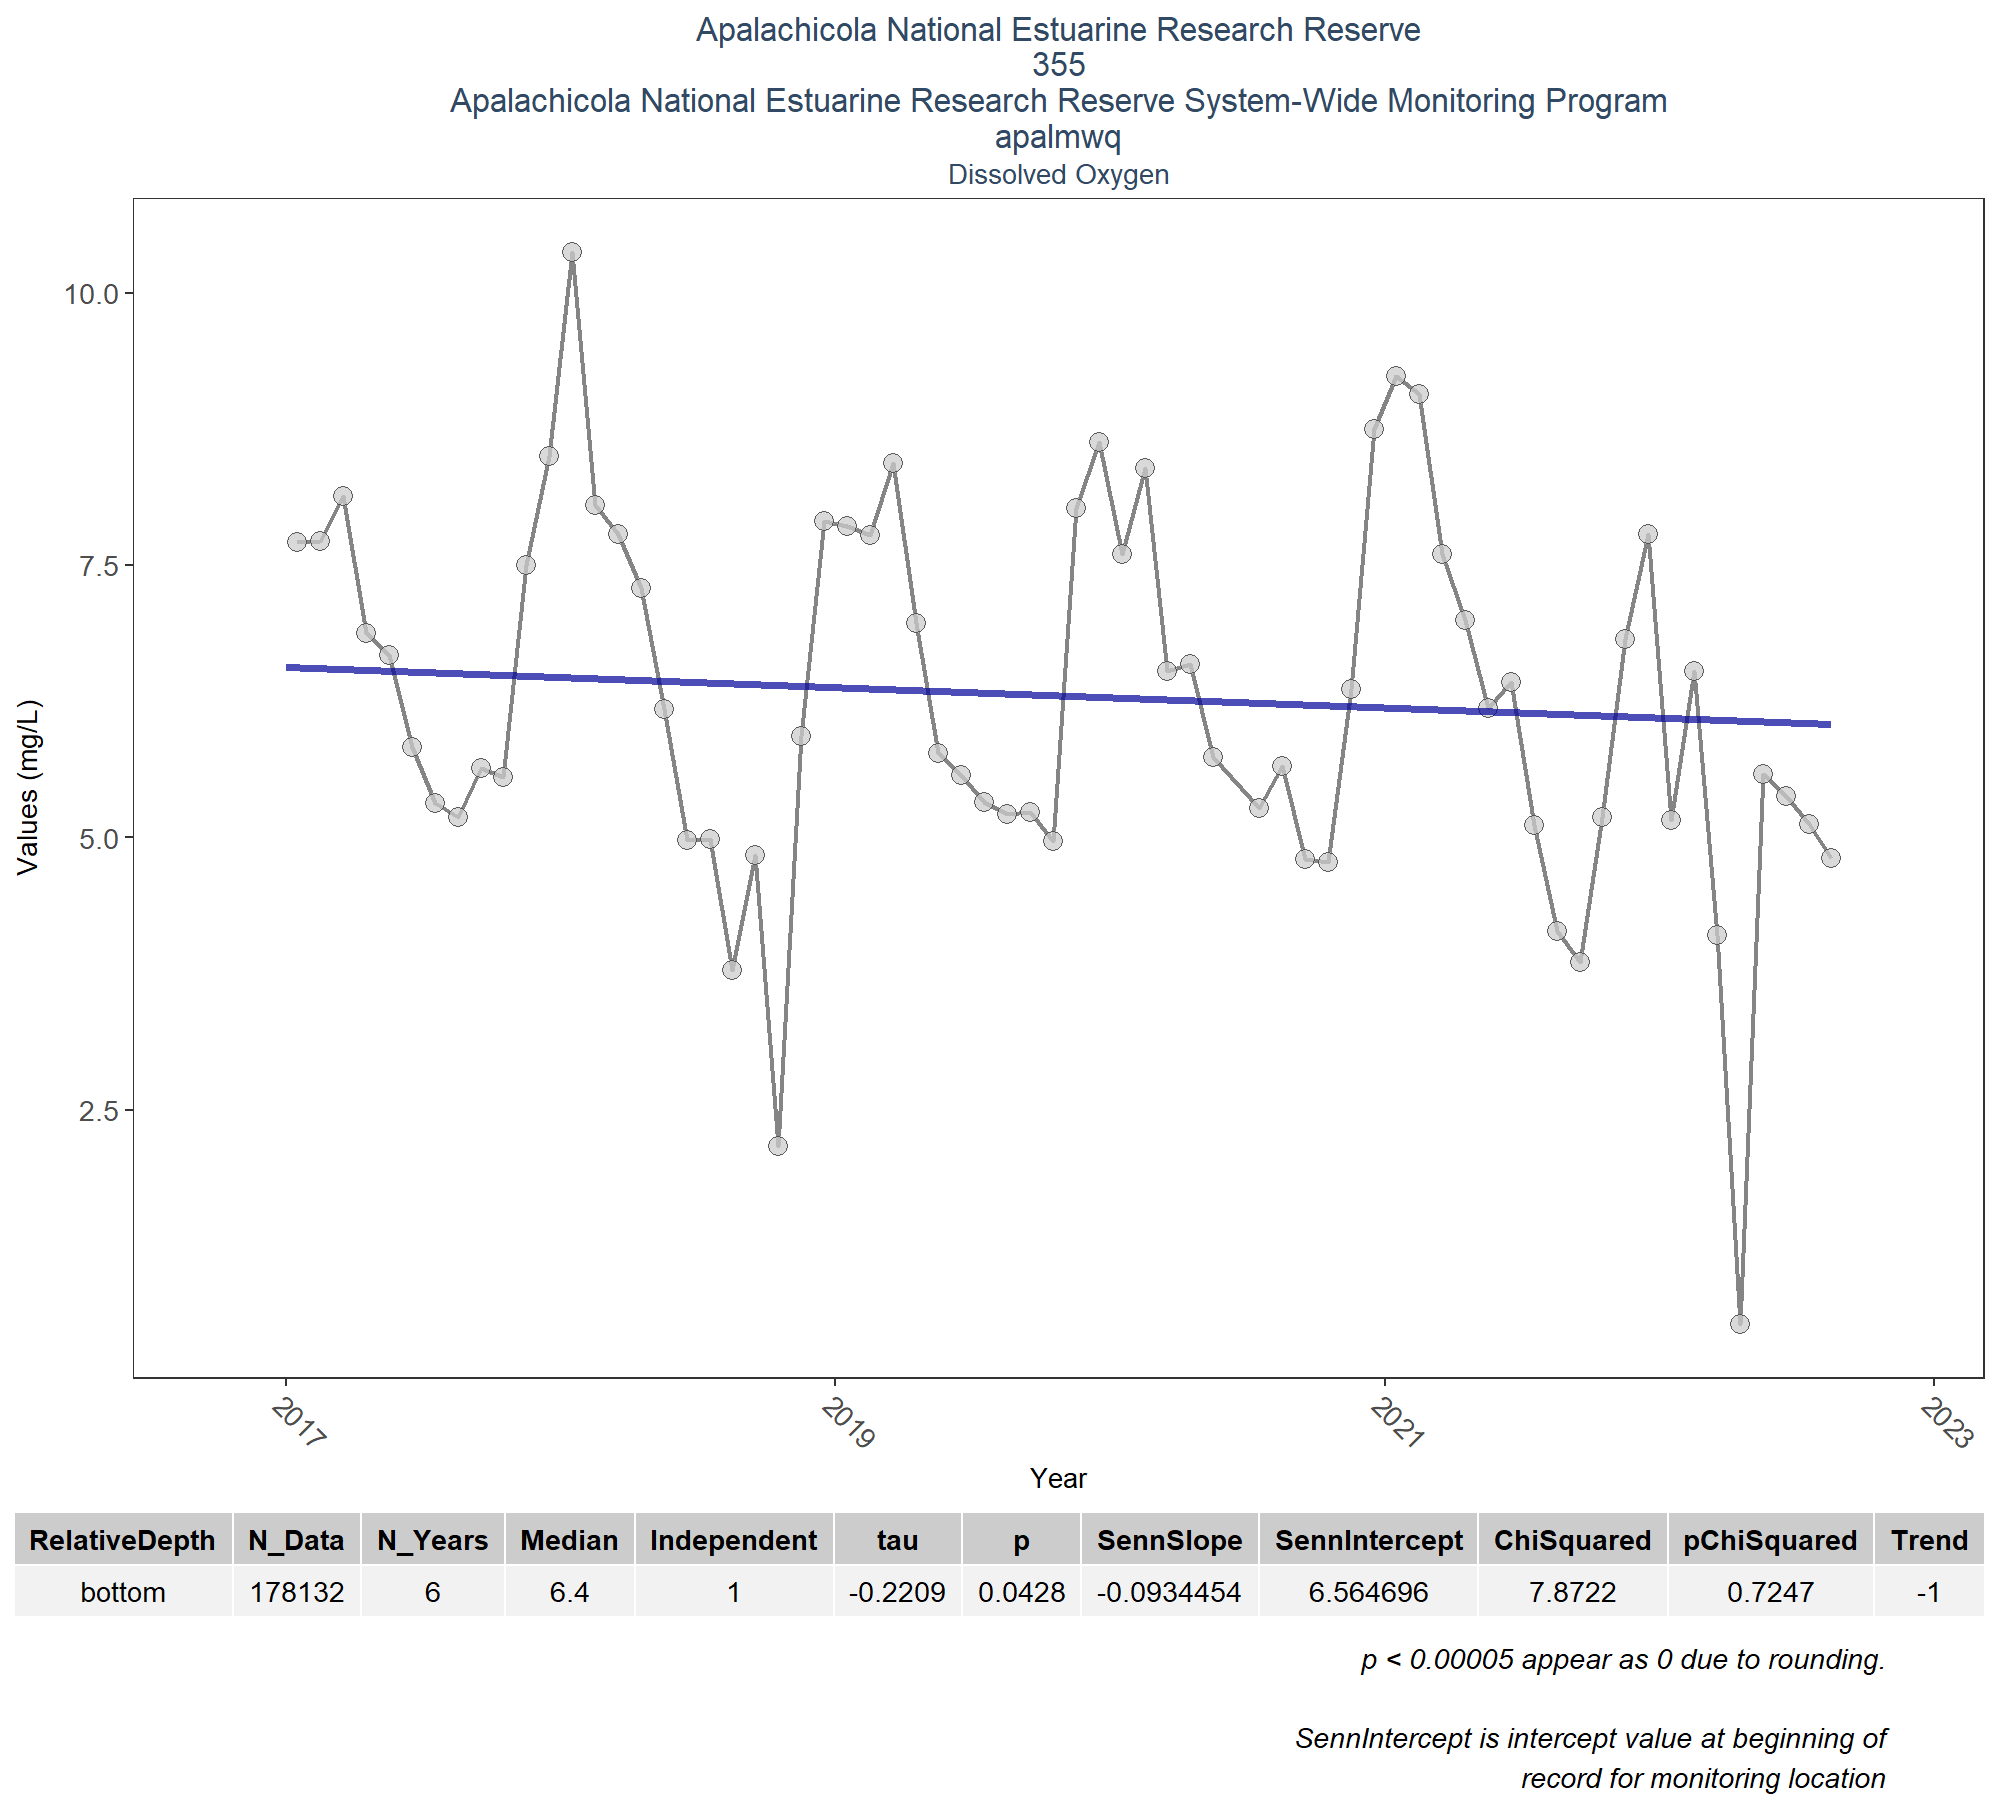 Apalachicola National Estuarine Research Reserve
355
Apalachicola National Estuarine Research Reserve System-Wide Monitoring Program
apalmwq
Dissolved Oxygen
10.0
7.5
5.0
2.5
Values (mg/L)
2017 2019 2021 2023
Year
RelativeDepth N_Data N_Years Median Independent tau p SennSlope SennIntercept ChiSquared pChiSquared Trend
bottom 178132 6 6.4 1 -0.2209 0.0428 -0.0934454 6.564696 7.8722 0.7247 -1
p < 0.00005 appear as 0 due to rounding.
SennIntercept is intercept value at beginning of
record for monitoring location